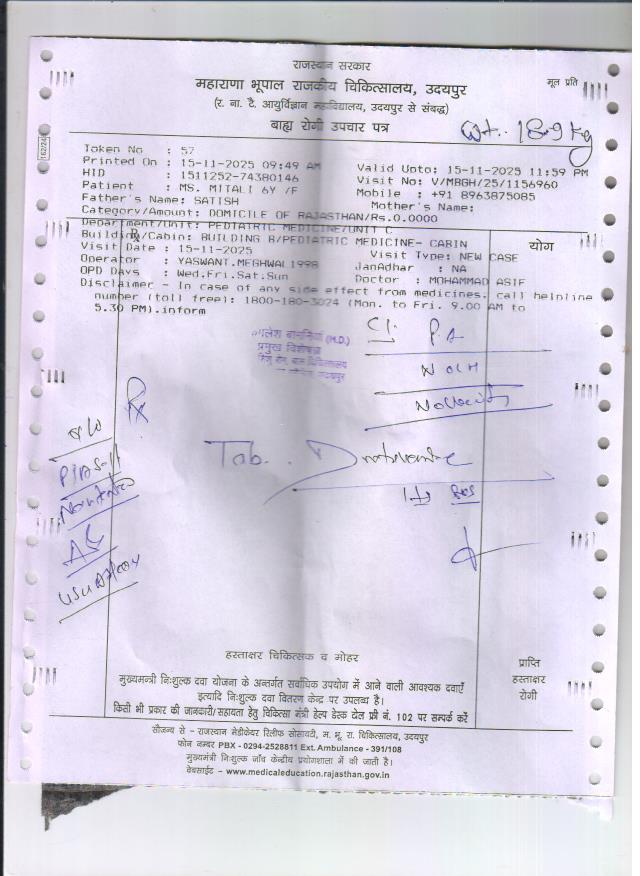 राजस्थान सरकार
महाराणा भूपाल राजकीय चिकित्सालय, उदयपुर
मूल प्रति
(र. ना. टै. आयुर्विज्ञान महाविद्यालय, उदयपुर से संबद्ध)
बाह्य रोगी उपचार पत्र
Wt.. 18.9 kg
162/24
Token No : 57
Printed On : 15-11-2025 09:49 AM Valid Upto: 15-11-2025 11:59 PM
HID : 1511252-74380146 Visit No: V/MBGH/25/1156960
Patient : MS. MITALI 6Y /F Mobile : +91 8963875085
Father's Name: SATISH Mother's Name:
Category/Amount: DOMICILE OF RAJASTHAN/Rs.0.0000
Department/Unit: PEDIATRIC MEDICINE/UNIT C
Building/Cabin: BUILDING B/PEDIATRIC MEDICINE- CABIN
योग
Visit Date : 15-11-2025 Visit Type: NEW CASE
Operator : YASWANT.MEGHWAL1998 JanAdhar : NA
OPD Days : Wed.Fri.Sat.Sun Doctor : MOHAMMAD ASIF
Disclaimer - In case of any side effect from medicines, call helpline
number (toll free): 1800-180-3024 (Mon. to Fri. 9.00 AM to
5.30 PM).inform
(M.D.)
प्रमुख विशेषज्ञ
उदयपुर
Rx
Tab.
हस्ताक्षर चिकित्सक व मोहर
प्राप्ति
हस्ताक्षर
रोगी
मुख्यमन्त्री निःशुल्क दवा योजना के अन्तर्गत सर्वाधिक उपयोग में आने वाली आवश्यक दवाएँ
इत्यादि निःशुल्क दवा वितरण केन्द्र पर उपलब्ध है।
किसी भी प्रकार की जानकारी/सहायता हेतु चिकित्सा मंत्री हेल्प डेस्क टोल फ्री नं. 102 पर सम्पर्क करें
सौजन्य से - राजस्थान मेडीकेयर रिलीफ सोसायटी, म. भू. रा. चिकित्सालय, उदयपुर
फोन नम्बर PBX - 0294-2528811 Ext. Ambulance - 391/108
मुख्यमंत्री निःशुल्क जाँच केन्द्रीय प्रयोगशाला में की जाती है।
वेबसाईट - www.medicaleducation.rajasthan.gov.in